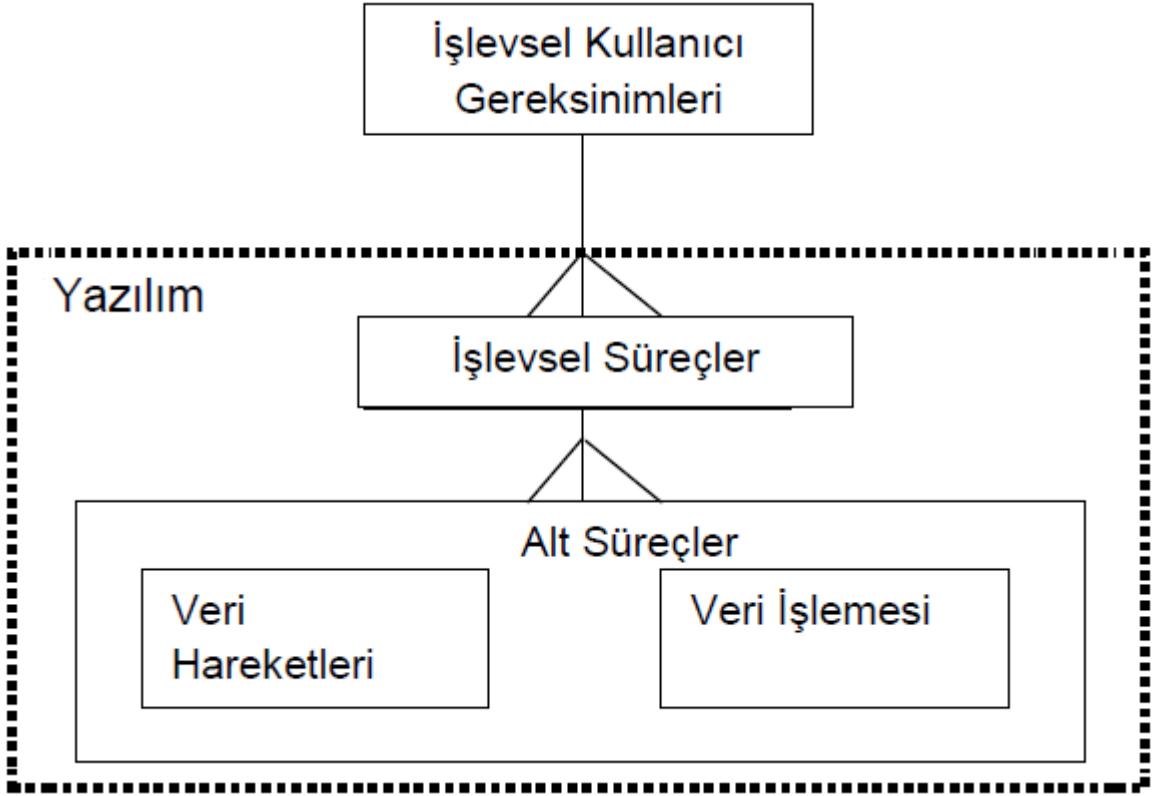 İşlevsel Kullanıcı
Gereksinimleri
Yazılım
İşlevsel Süreçler
Alt Süreçler
Veri
Hareketleri
Veri İşlemesi